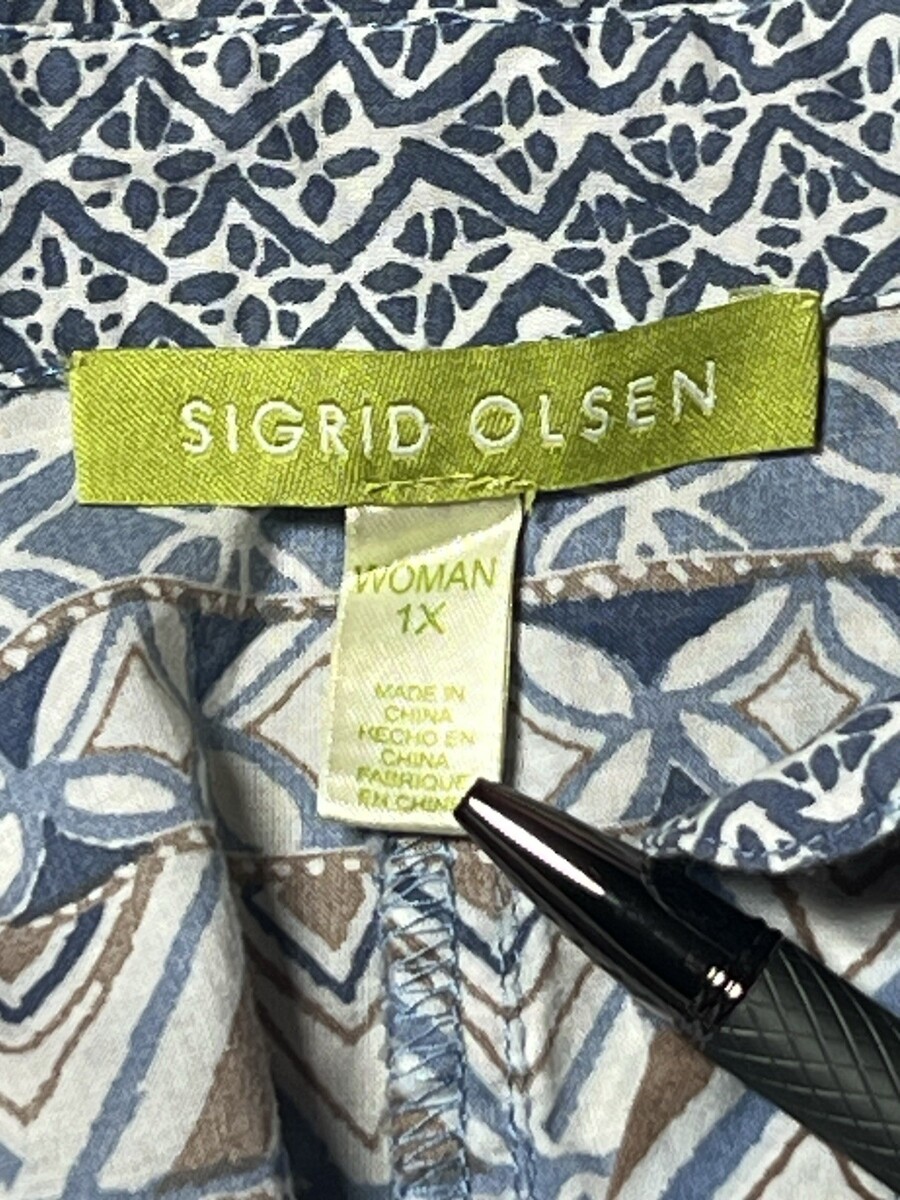 SIGRID OLSEN
WOMAN
1X
MADE IN
CHINA
HECHO EN
CHINA
FABRIQUE
EN CHINE